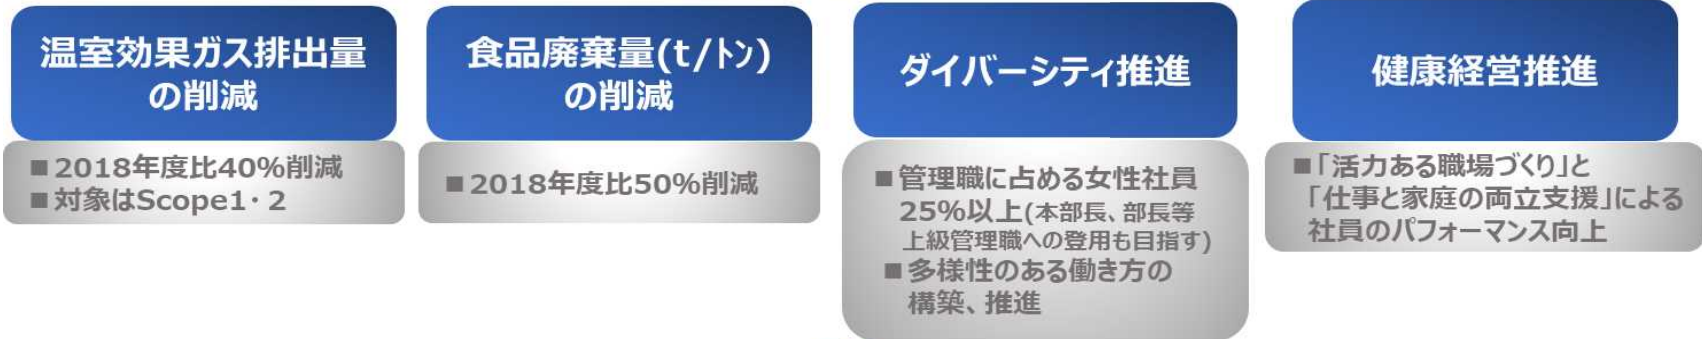 温室効果ガス排出量
の削減
■2018年度比40%削減
■対象はScope1・2
食品廃棄量(t/トン)
の削減
■2018年度比50%削減
ダイバーシティ推進
■管理職に占める女性社員
25%以上(本部長、部長等
上級管理職への登用も目指す)
■多様性のある働き方の
構築、推進
健康経営推進
■「活力ある職場づくり」と
「仕事と家庭の両立支援」による
社員のパフォーマンス向上